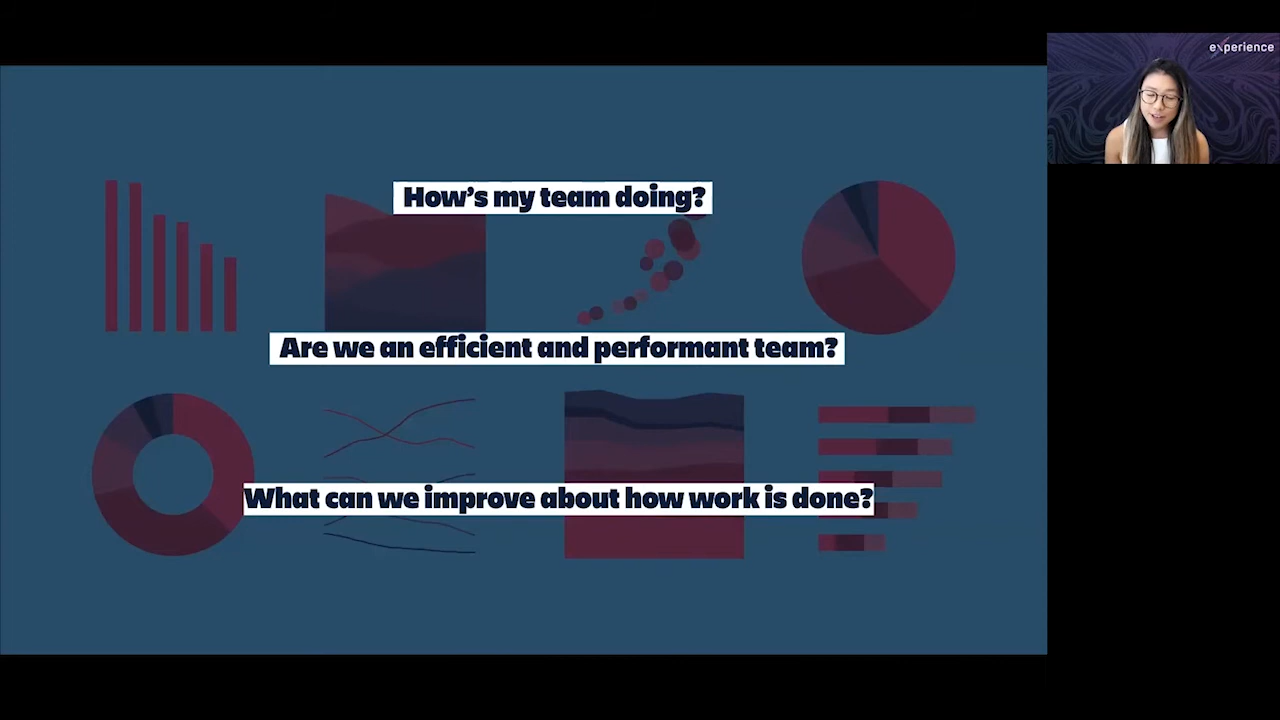 experience
How's my team doing?
Are we an efficient and performant team?
What can we improve about how work is done?